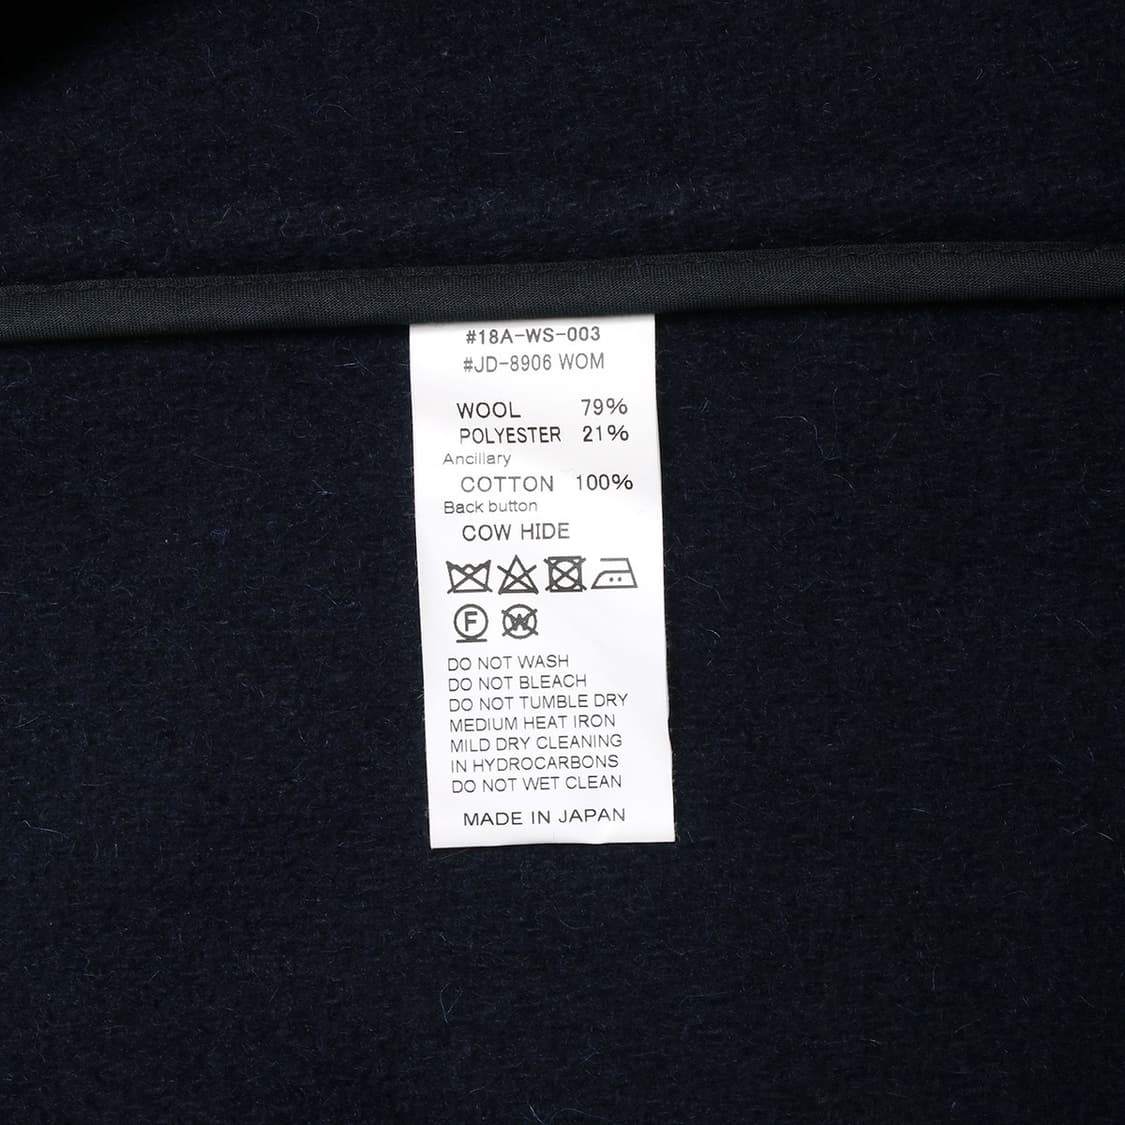 #18A-WS-003
#JD-8906 WOM
WOOL 79%
POLYESTER 21%
Ancillary
COTTON 100%
Back button
COW HIDE
F W
DO NOT WASH
DO NOT BLEACH
DO NOT TUMBLE DRY
MEDIUM HEAT IRON
MILD DRY CLEANING
IN HYDROCARBONS
DO NOT WET CLEAN
MADE IN JAPAN